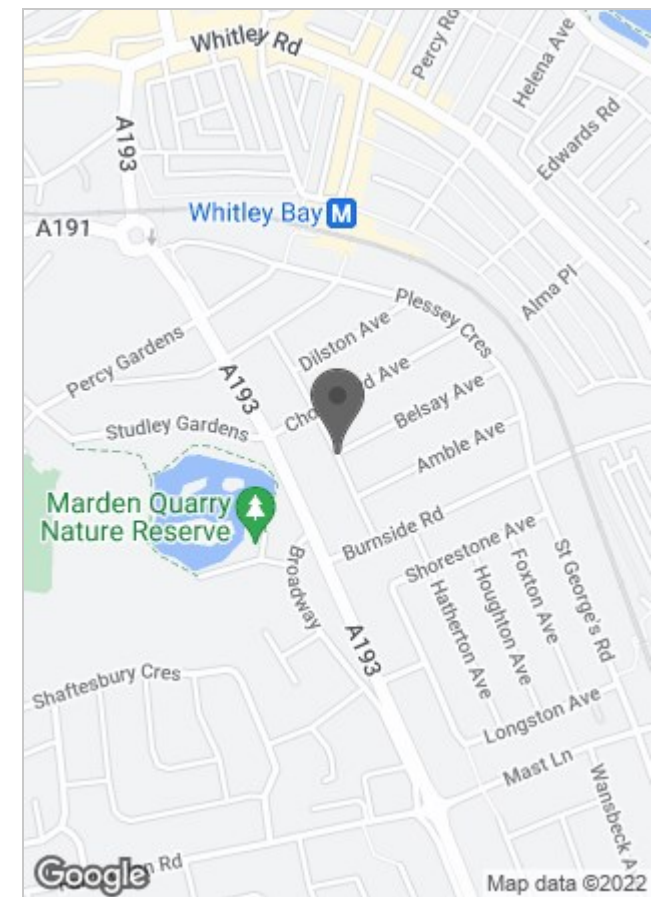 Whitley Rd
Percy Rd
Helena Ave
Edwards Rd
A193
Whitley Bay M
A191
Alma Pl
Plessey Cres
Dilston Ave
Percy Gardens
A193
Ave
Belsay Ave
Studley Gardens
Amble Ave
Marden Quarry
Nature Reserve
Burnside Rd
Shorestone Ave
Broadway
Foxton Ave
Houghton Ave
Hatherton Ave
St George's Rd
A193
Shaftesbury Cres
Longston Ave
Mast Ln
Wansbeck A
Rd
Google
Map data ©2022